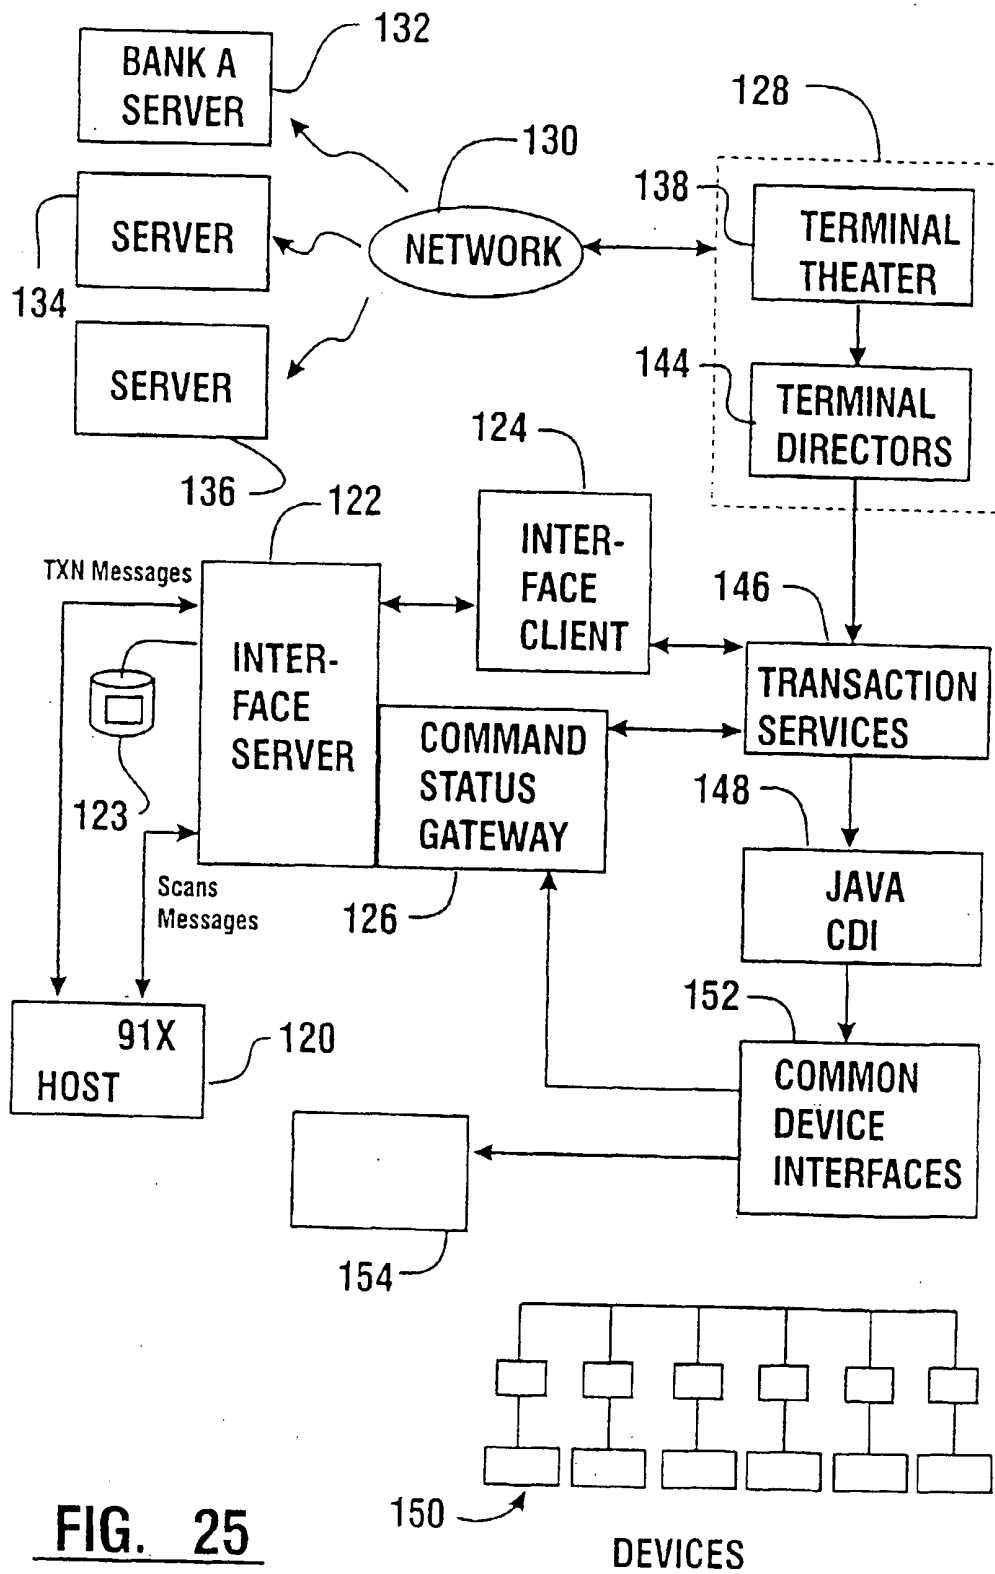 132
BANK A
SERVER
128
130
138
TERMINAL
THEATER
SERVER
NETWORK
134
144
SERVER
124
TERMINAL
DIRECTORS
136
122
INTER-
FACE
CLIENT
TXN Messages
146
INTER-
FACE
SERVER
TRANSACTION
SERVICES
COMMAND
STATUS
GATEWAY
123
148
Scans
Messages
126
JAVA
CDI
152
91X
HOST
120
COMMON
DEVICE
INTERFACES
154
150
FIG. 25
DEVICES